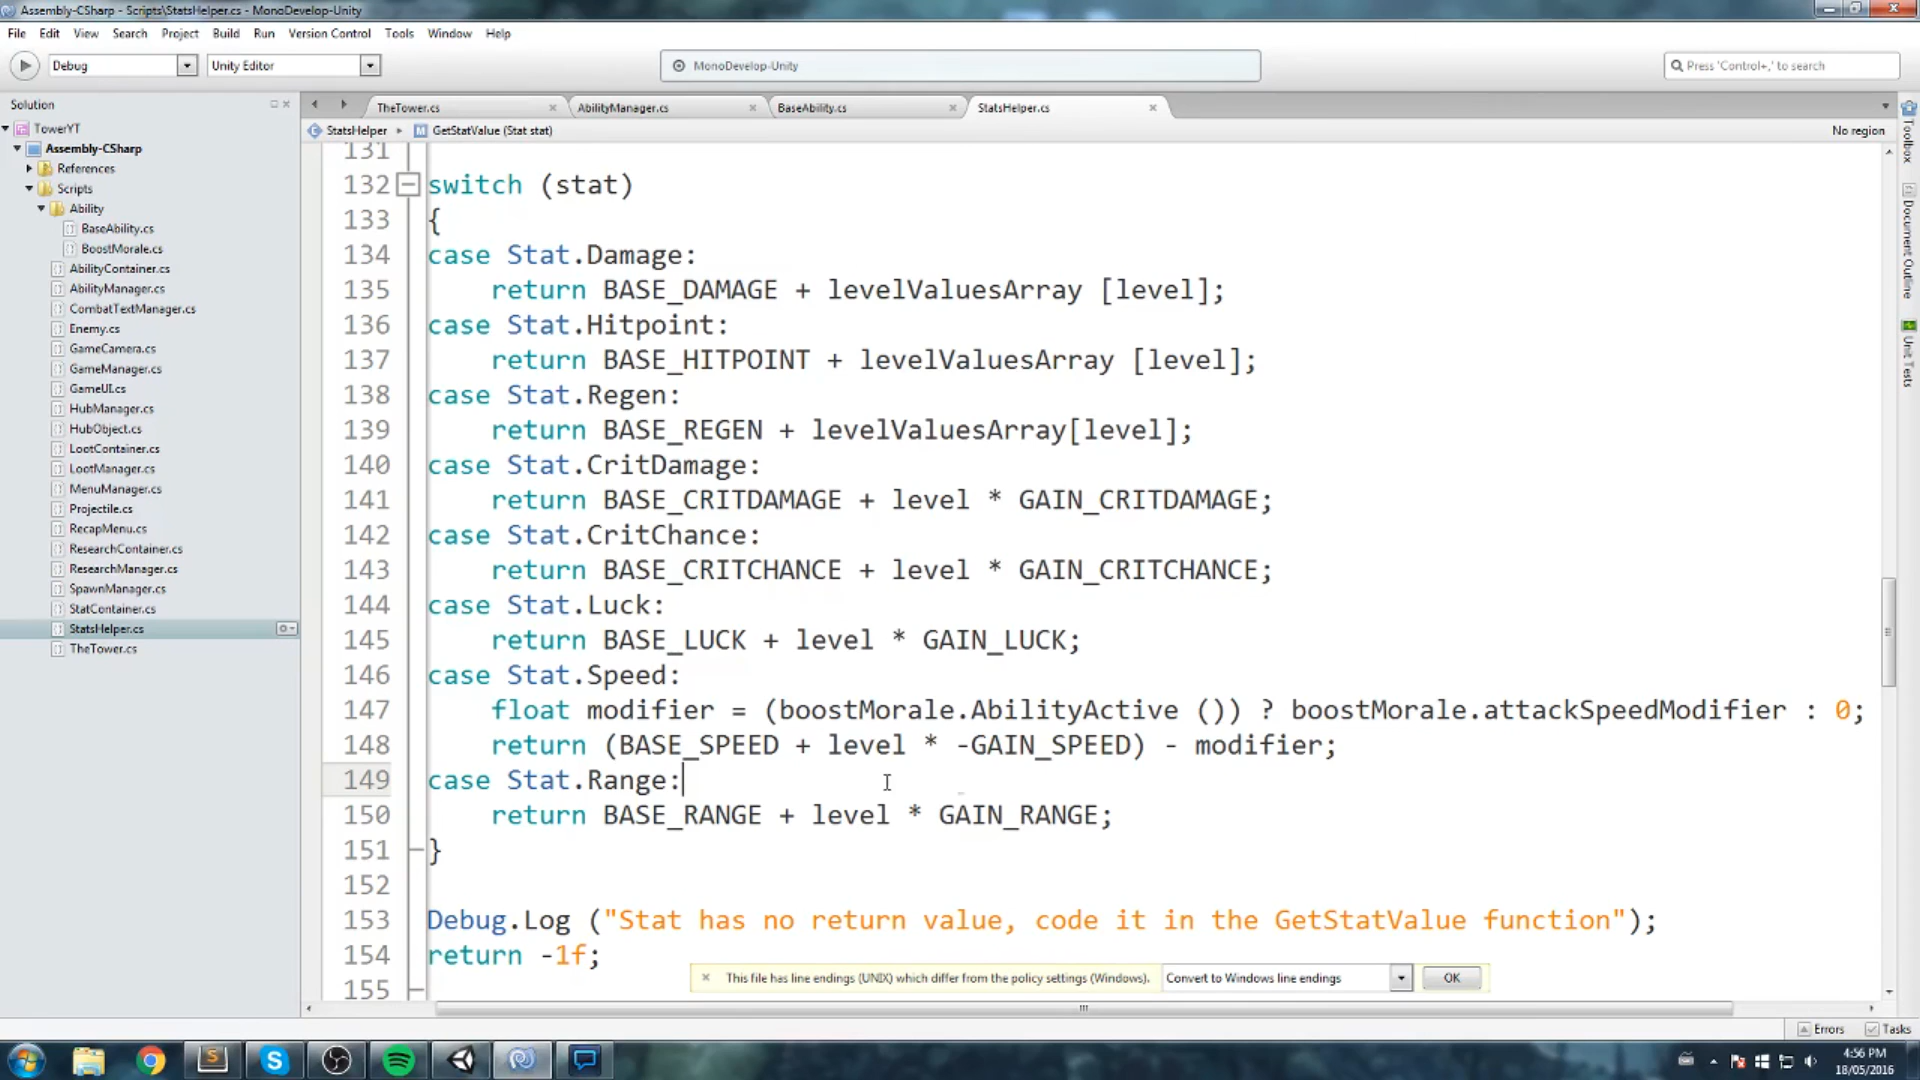 Assembly-CSharp - Scripts\StatsHelper.cs - MonoDevelop-Unity
File Edit View Search Project Build Run Version Control Tools Window Help
Debug Unity Editor MonoDevelop-Unity Press 'Control+,' to search
Solution
TowerYT
Assembly-CSharp
References
Scripts
Ability
BaseAbility.cs
BoostMorale.cs
AbilityContainer.cs
AbilityManager.cs
CombatTextManager.cs
Enemy.cs
GameCamera.cs
GameManager.cs
GameUI.cs
HubManager.cs
HubObject.cs
LootContainer.cs
LootManager.cs
MenuManager.cs
Projectile.cs
RecapMenu.cs
ResearchContainer.cs
ResearchManager.cs
SpawnManager.cs
StatContainer.cs
StatsHelper.cs
TheTower.cs
TheTower.cs AbilityManager.cs BaseAbility.cs StatsHelper.cs
StatsHelper GetStatValue (Stat stat) No region
131
132 switch (stat)
133 {
134 case Stat.Damage:
135 return BASE_DAMAGE + levelValuesArray [level];
136 case Stat.Hitpoint:
137 return BASE_HITPOINT + levelValuesArray [level];
138 case Stat.Regen:
139 return BASE_REGEN + levelValuesArray[level];
140 case Stat.CritDamage:
141 return BASE_CRITDAMAGE + level * GAIN_CRITDAMAGE;
142 case Stat.CritChance:
143 return BASE_CRITCHANCE + level * GAIN_CRITCHANCE;
144 case Stat.Luck:
145 return BASE_LUCK + level * GAIN_LUCK;
146 case Stat.Speed:
147 float modifier = (boostMorale.AbilityActive ()) ? boostMorale.attackSpeedModifier : 0;
148 return (BASE_SPEED + level * -GAIN_SPEED) - modifier;
149 case Stat.Range:
150 return BASE_RANGE + level * GAIN_RANGE;
151 }
152
153 Debug.Log ("Stat has no return value, code it in the GetStatValue function");
154 return -1f;
155
This file has line endings (UNIX) which differ from the policy settings (Windows). Convert to Windows line endings OK
Toolbox
Document Outline
Unit Tests
Errors Tasks
4:56 PM
18/05/2016